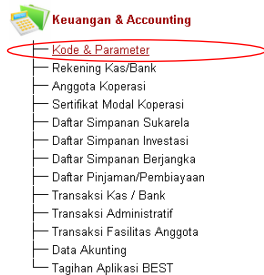 Keuangan & Accounting
Kode & Parameter
Rekening Kas/Bank
Anggota Koperasi
Sertifikat Modal Koperasi
Daftar Simpanan Sukarela
Daftar Simpanan Investasi
Daftar Simpanan Berjangka
Daftar Pinjaman/Pembiayaan
Transaksi Kas / Bank
Transaksi Administratif
Transaksi Fasilitas Anggota
Data Akunting
Tagihan Aplikasi BEST